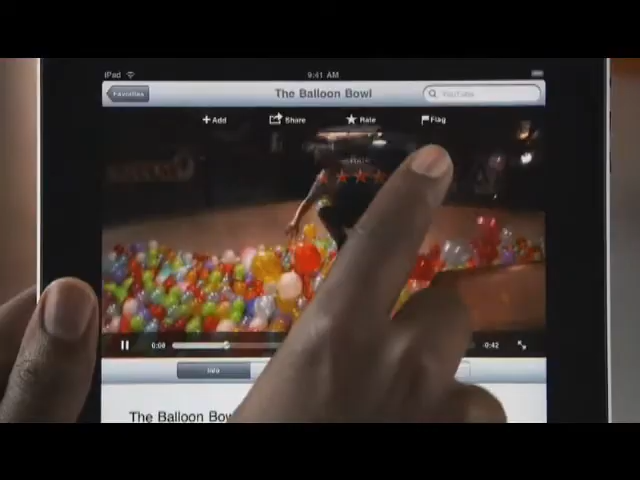 iPad 9:41 AM
Favorites The Balloon Bowl YouTube
Add Share Rate Flag
0:08 -0:42
Info
The Balloon Bow